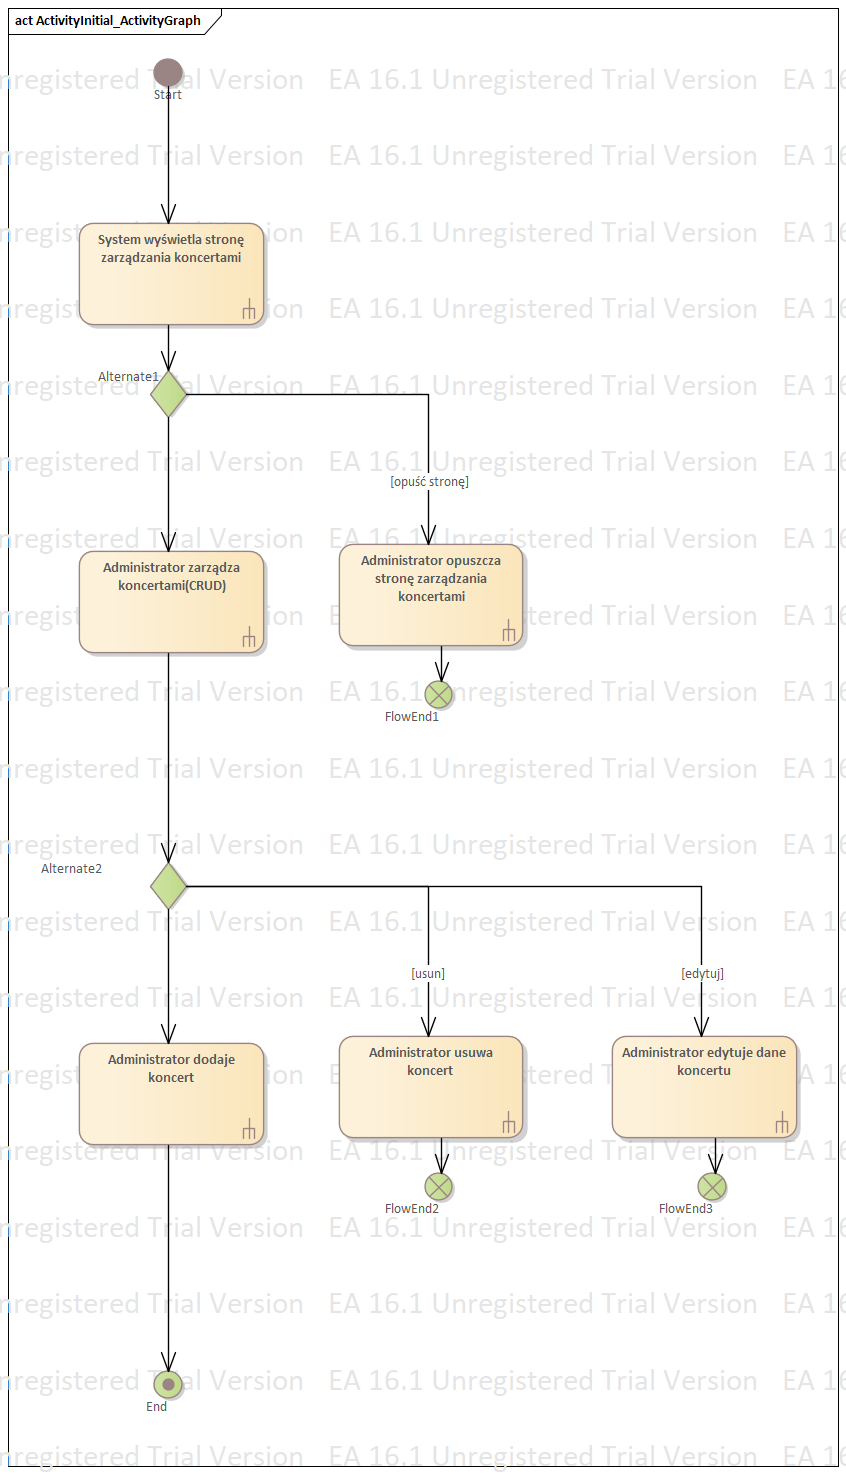 act ActivityInitial_ActivityGraph
Start
System wyświetla stronę
zarządzania koncertami
Alternate1
[opuść stronę]
Administrator zarządza
koncertami(CRUD)
Administrator opuszcza
stronę zarządzania
koncertami
FlowEnd1
Alternate2
[usun]
[edytuj]
Administrator dodaje
koncert
Administrator usuwa
koncert
Administrator edytuje dane
koncertu
FlowEnd2
FlowEnd3
End
EA 16.1 Unregistered Trial Version